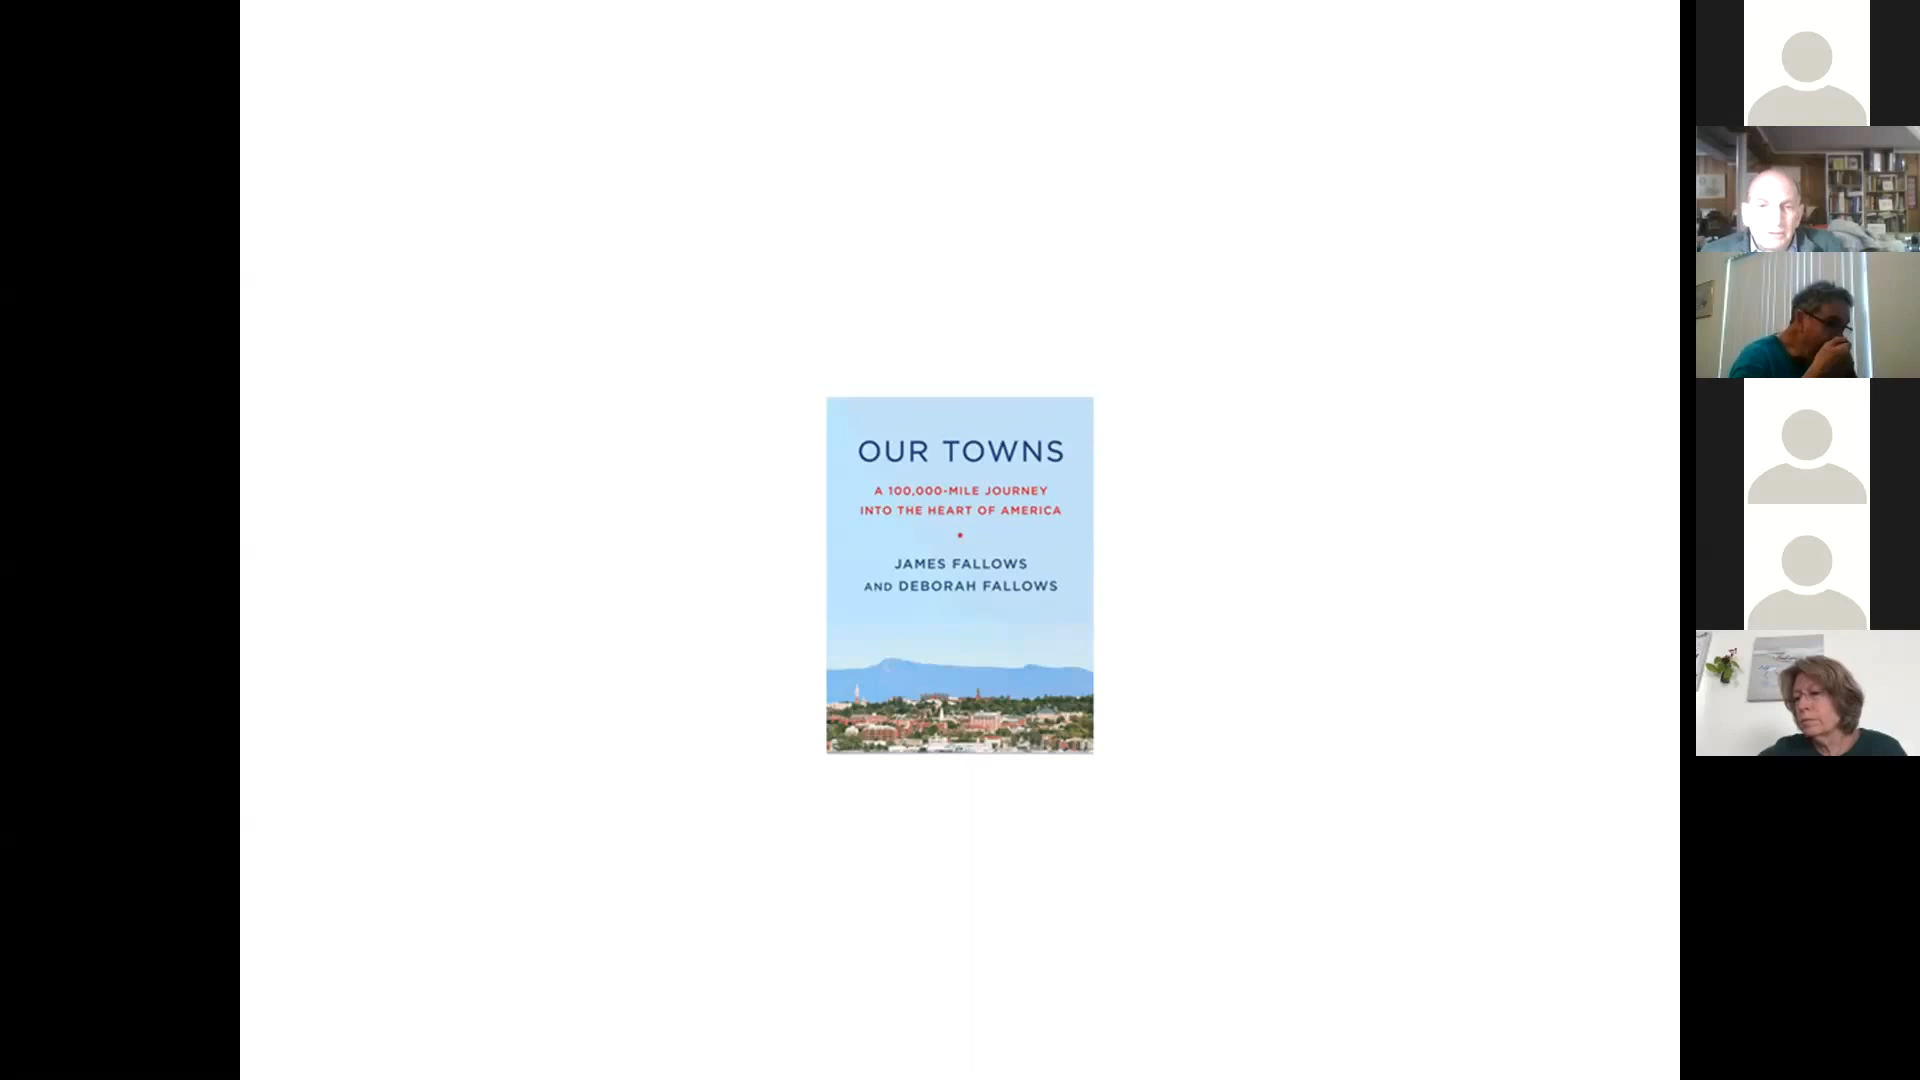 OUR TOWNS
A 100,000-MILE JOURNEY
INTO THE HEART OF AMERICA
JAMES FALLOWS
AND DEBORAH FALLOWS